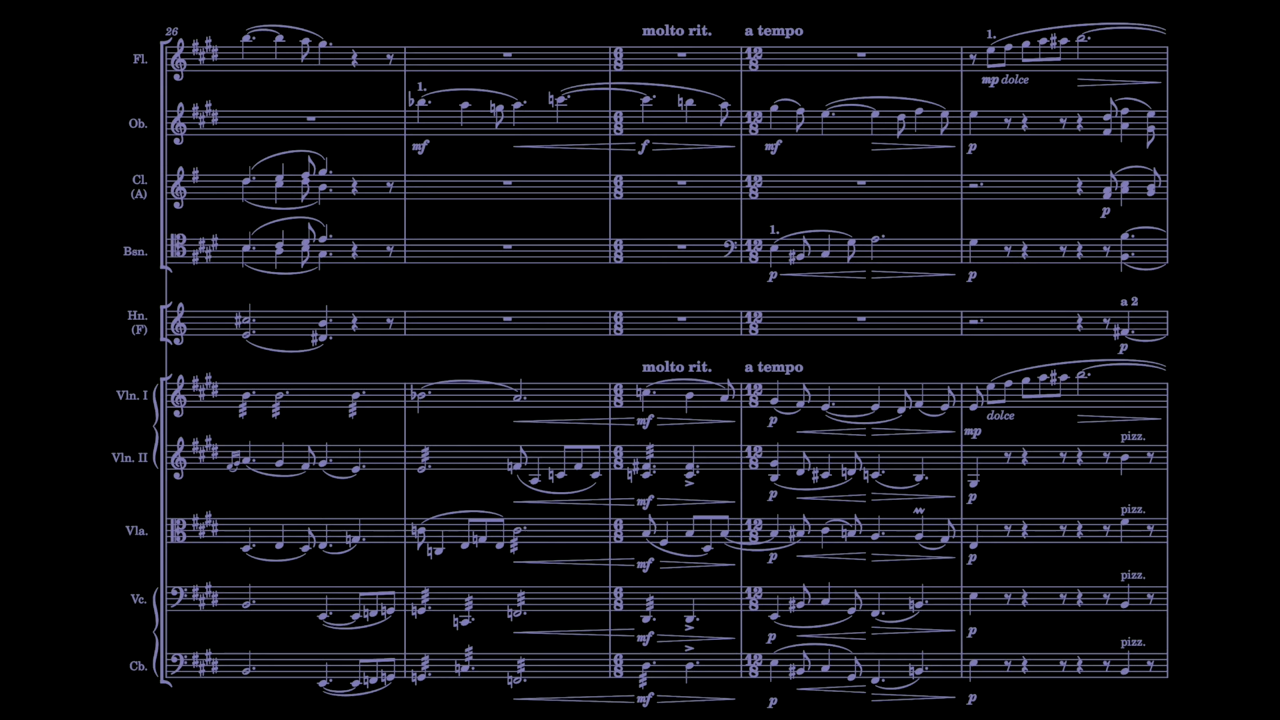 26
molto rit. a tempo
1.
Fl.
mp dolce
1.
Ob.
mf f mf p
Cl.
(A)
p
1.
Bsn.
p p
a 2
Hn.
(F)
p
molto rit. a tempo
Vln. I
dolce
mf p mp
pizz.
Vln. II
mf p p
pizz.
Vla.
mf p p
pizz.
Vc.
mf p p
pizz.
Cb.
mf p p